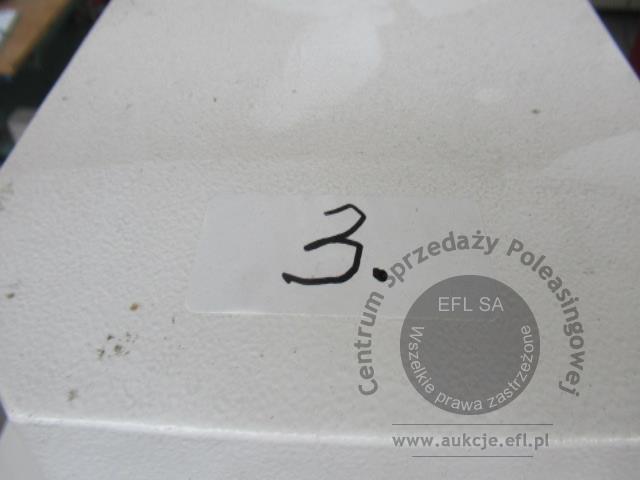 3.
Centrum Sprzedaży Poleasingowej
EFL SA
Wszelkie prawa zastrzeżone
www.aukcje.efl.pl